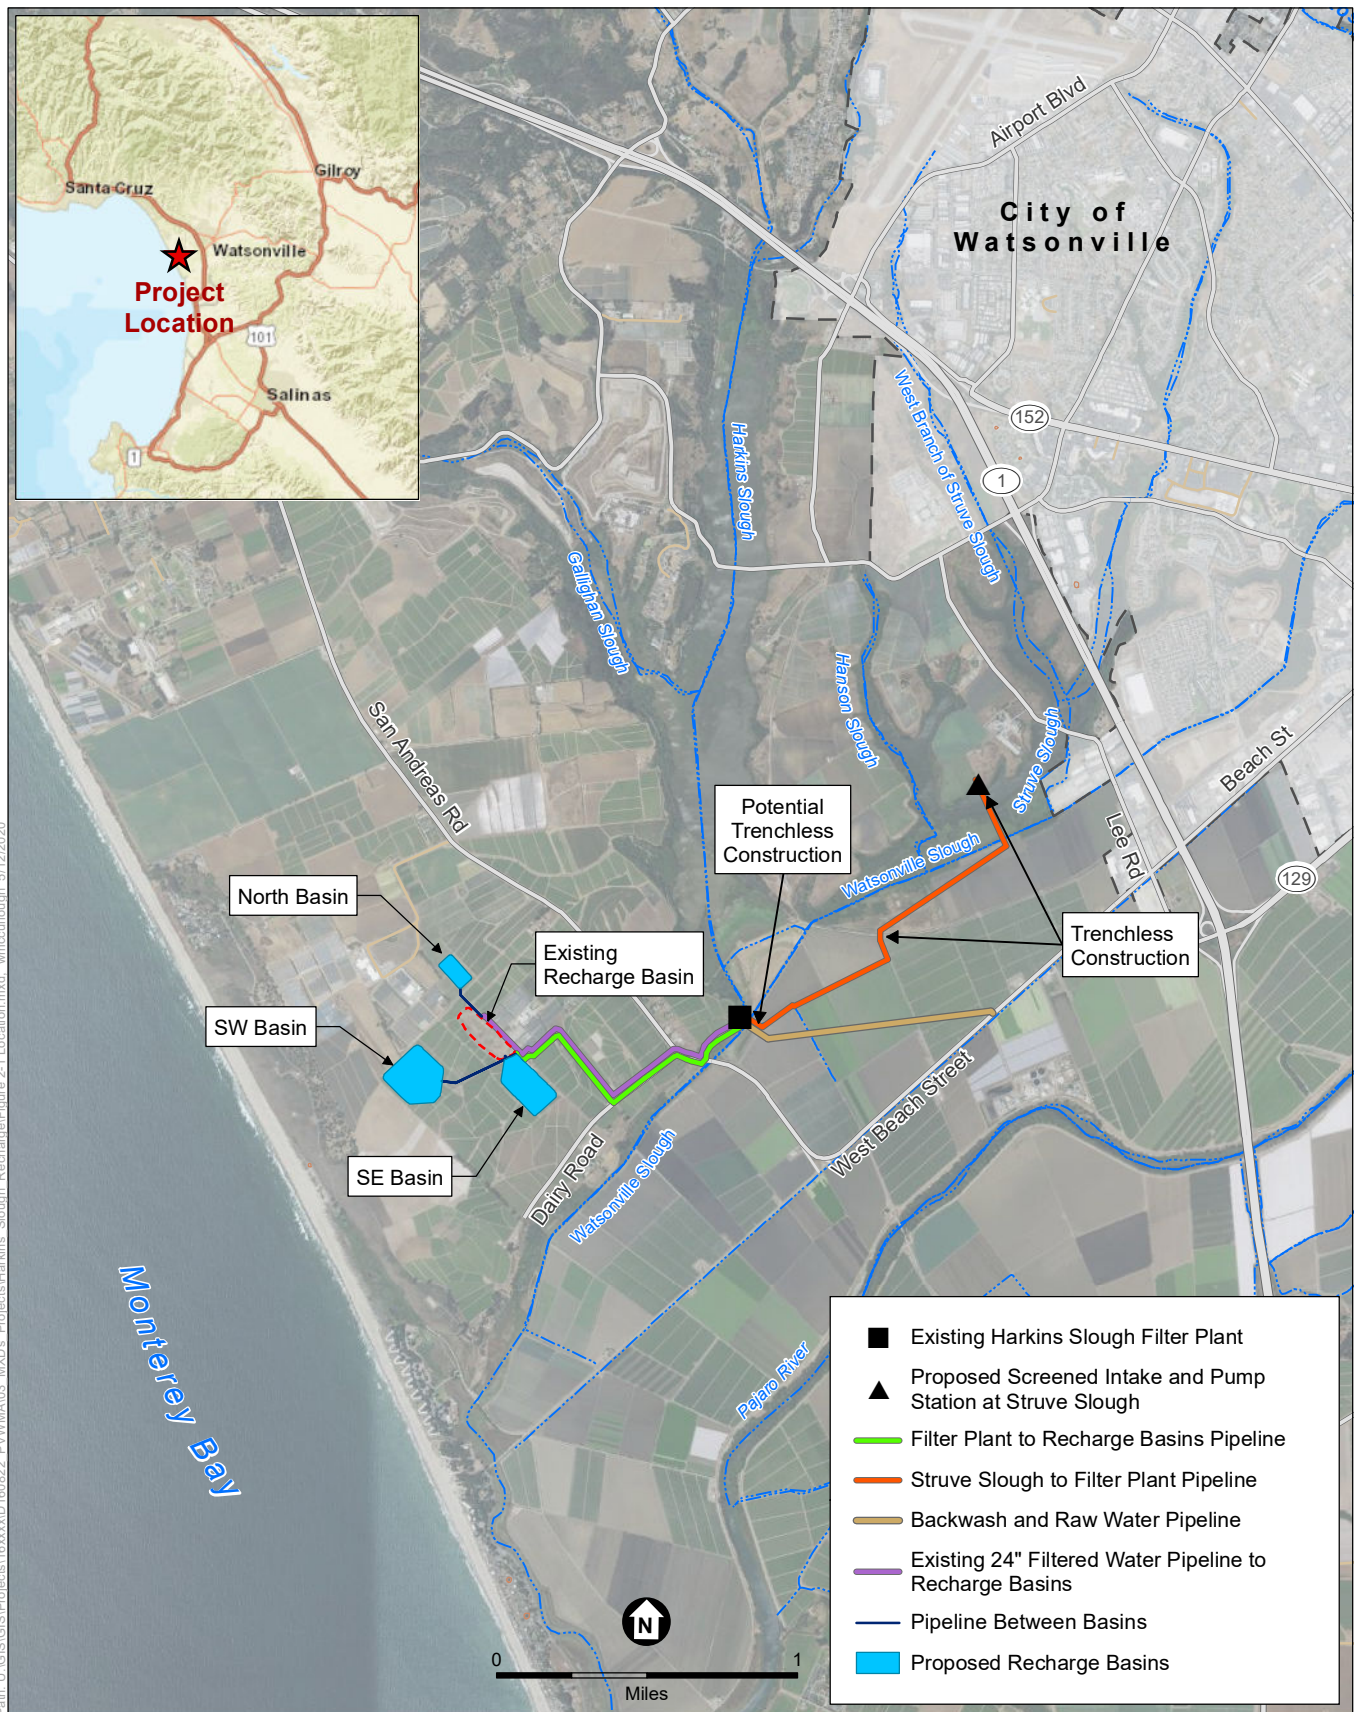 Santa Cruz
Gilroy
Watsonville
Project
Location
101
Salinas
1
Airport Blvd
City of
Watsonville
152
1
West Branch of Struve Slough
Harkins Slough
Gallighan Slough
Hanson Slough
Struve Slough
San Andreas Rd
Beach St
Lee Rd
129
Potential
Trenchless
Construction
Watsonville Slough
North Basin
Existing
Recharge Basin
Trenchless
Construction
SW Basin
SE Basin
Dairy Road
Watsonville Slough
West Beach Street
Monterey Bay
Pajaro River
Existing Harkins Slough Filter Plant
Proposed Screened Intake and Pump
Station at Struve Slough
Filter Plant to Recharge Basins Pipeline
Struve Slough to Filter Plant Pipeline
Backwash and Raw Water Pipeline
Existing 24" Filtered Water Pipeline to
Recharge Basins
Pipeline Between Basins
Proposed Recharge Basins
N
0 1
Miles